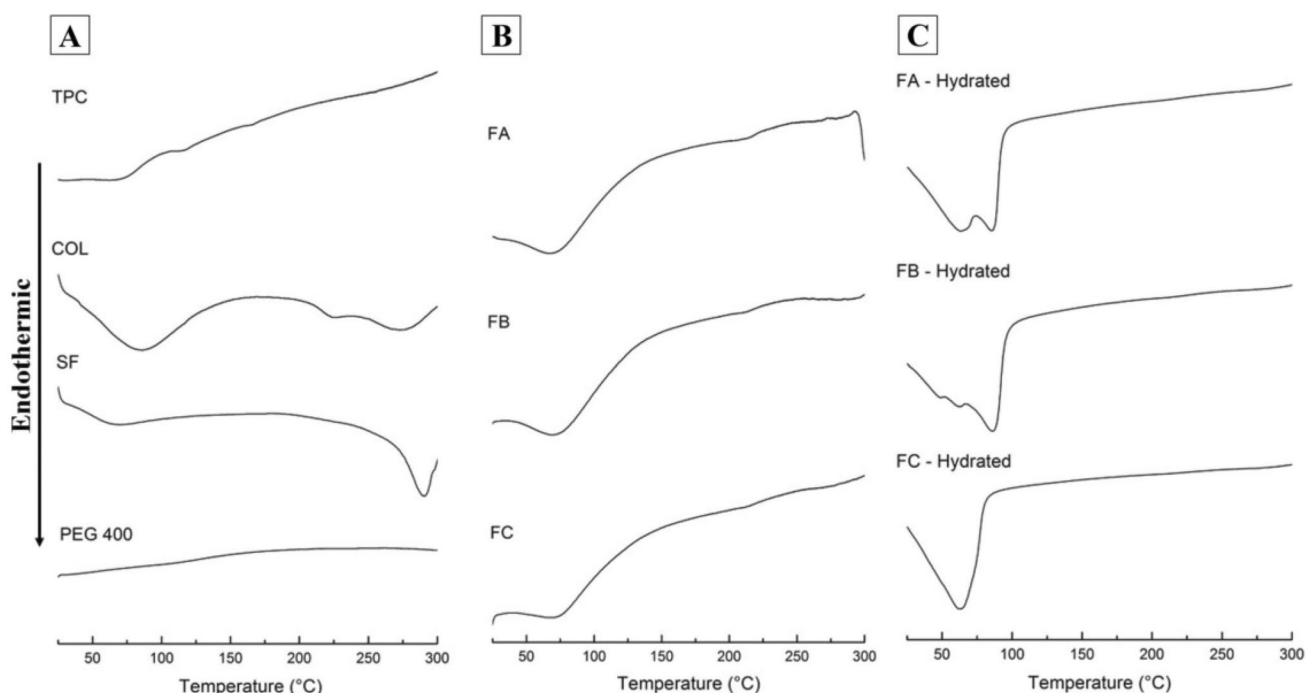 A
TPC
COL
SF
PEG 400
Endothermic
50 100 150 200 250 300
Temperature (°C)
B
FA
FB
FC
50 100 150 200 250 300
Temperature (°C)
C
FA - Hydrated
FB - Hydrated
FC - Hydrated
50 100 150 200 250 300
Temperature (°C)